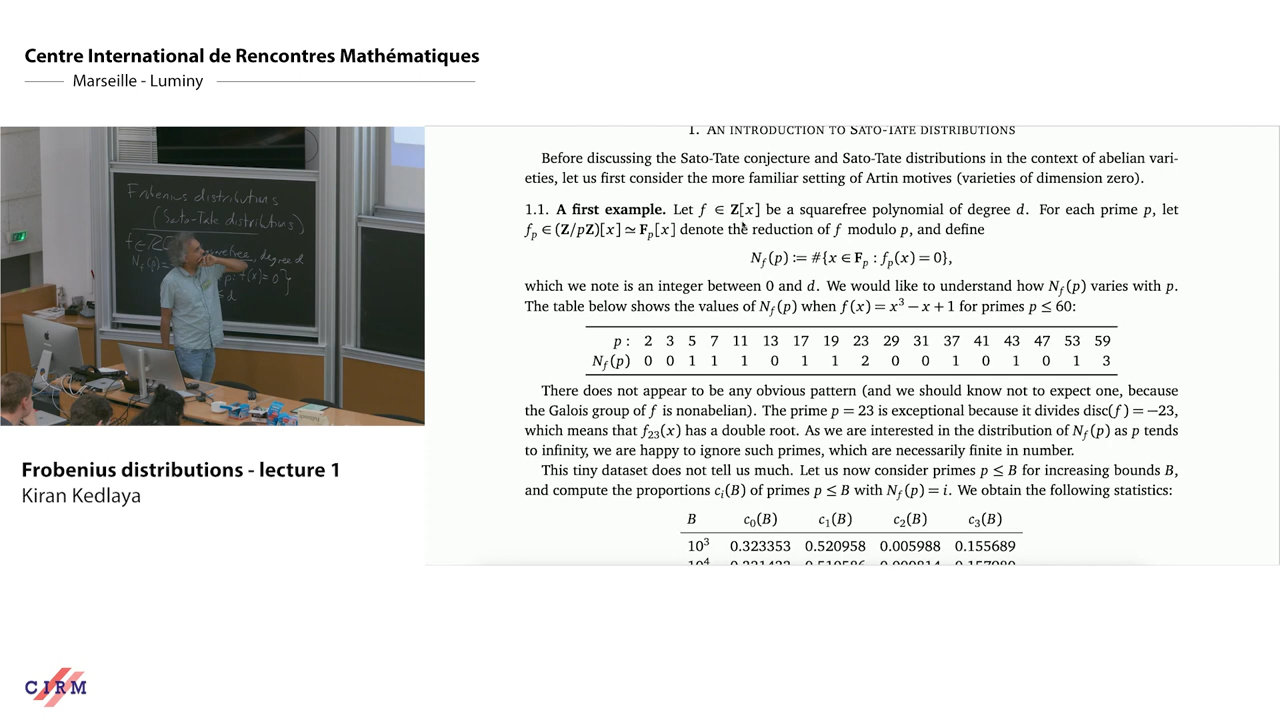 Centre International de Rencontres Mathématiques
Marseille - Luminy
Frobenius distributions
(Sato-Tate distributions)
squarefree, degree d
Frobenius distributions - lecture 1
Kiran Kedlaya
CIRM
1. AN INTRODUCTION TO SATO-TATE DISTRIBUTIONS
Before discussing the Sato-Tate conjecture and Sato-Tate distributions in the context of abelian vari-
eties, let us first consider the more familiar setting of Artin motives (varieties of dimension zero).
1.1. A first example. Let f ∈ Z[x] be a squarefree polynomial of degree d. For each prime p, let
f_p ∈ (Z/pZ)[x] ≃ F_p[x] denote the reduction of f modulo p, and define
N_f(p) := #{x ∈ F_p : f_p(x) = 0},
which we note is an integer between 0 and d. We would like to understand how N_f(p) varies with p.
The table below shows the values of N_f(p) when f(x) = x³ − x + 1 for primes p ≤ 60:
p : 2 3 5 7 11 13 17 19 23 29 31 37 41 43 47 53 59
N_f(p) 0 0 1 1 1 0 1 1 2 0 0 1 0 1 0 1 3
There does not appear to be any obvious pattern (and we should know not to expect one, because
the Galois group of f is nonabelian). The prime p = 23 is exceptional because it divides disc(f) = −23,
which means that f₂₃(x) has a double root. As we are interested in the distribution of N_f(p) as p tends
to infinity, we are happy to ignore such primes, which are necessarily finite in number.
This tiny dataset does not tell us much. Let us now consider primes p ≤ B for increasing bounds B,
and compute the proportions c_i(B) of primes p ≤ B with N_f(p) = i. We obtain the following statistics:
B c₀(B) c₁(B) c₂(B) c₃(B)
10³ 0.323353 0.520958 0.005988 0.155689